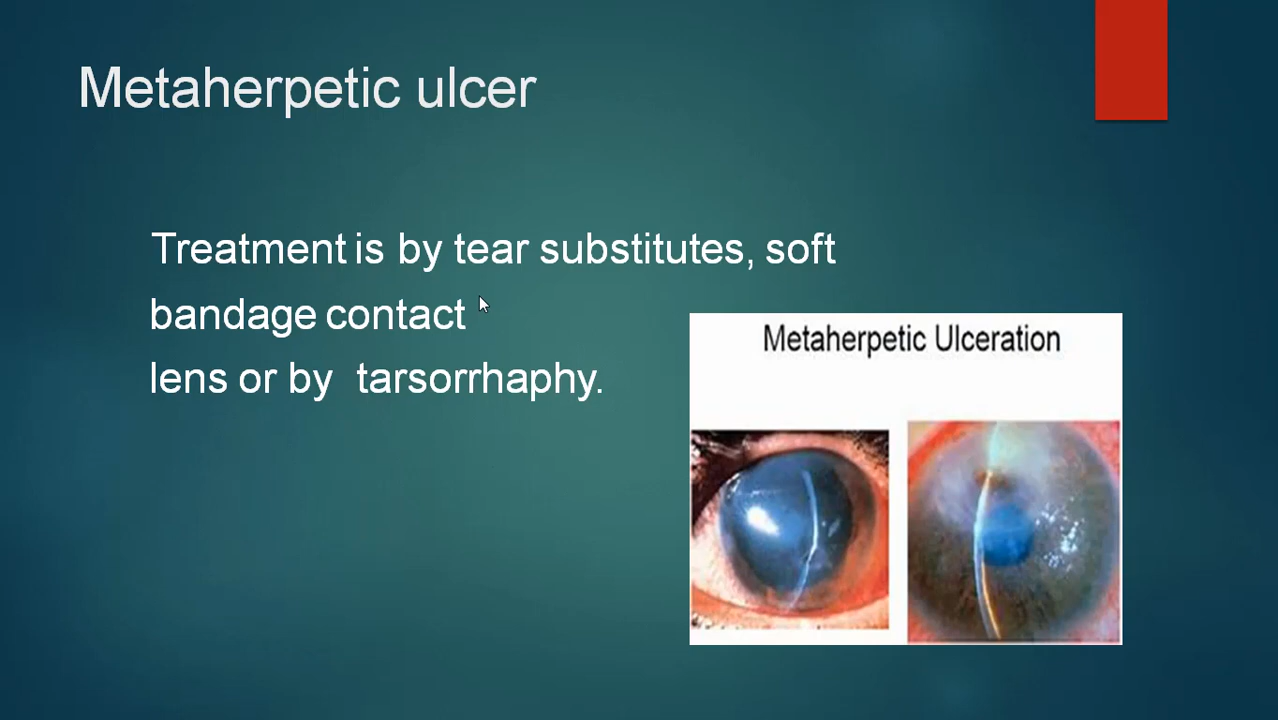 Metaherpetic ulcer
Treatment is by tear substitutes, soft
bandage contact
lens or by tarsorrhaphy.
Metaherpetic Ulceration